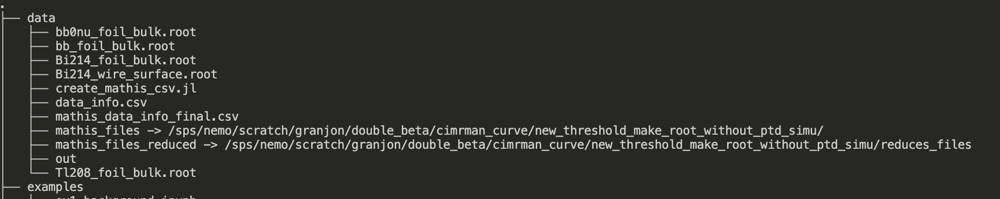 .
├── data
│   ├── bb0nu_foil_bulk.root
│   ├── bb_foil_bulk.root
│   ├── Bi214_foil_bulk.root
│   ├── Bi214_wire_surface.root
│   ├── create_mathis_csv.jl
│   ├── data_info.csv
│   ├── mathis_data_info_final.csv
│   ├── mathis_files -> /sps/nemo/scratch/granjon/double_beta/cimrman_curve/new_threshold_make_root_without_ptd_simu/
│   ├── mathis_files_reduced -> /sps/nemo/scratch/granjon/double_beta/cimrman_curve/new_threshold_make_root_without_ptd_simu/reduces_files
│   ├── out
│   └── Tl208_foil_bulk.root
├── examples